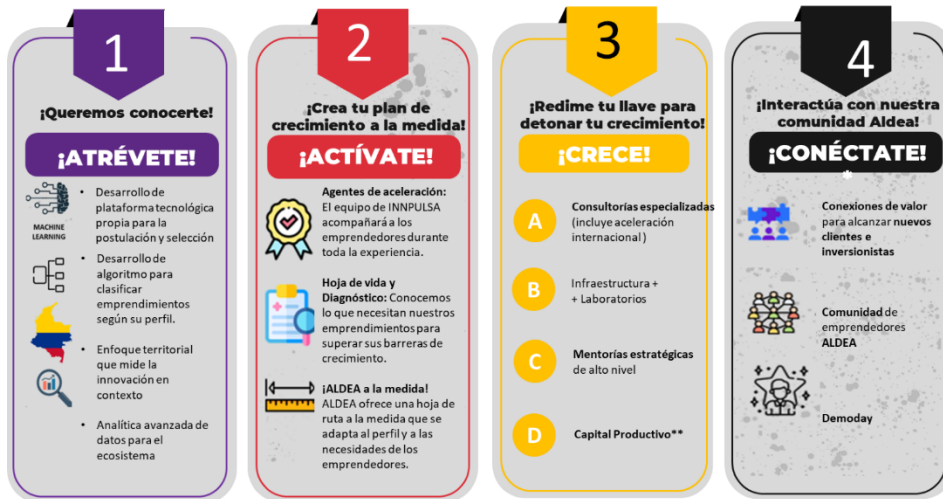 1
¡Queremos conocerte!
¡ATRÉVETE!
MACHINE
LEARNING
• Desarrollo de
plataforma tecnológica
propia para la
postulación y selección
• Desarrollo de
algoritmo para
clasificar
emprendimientos
según su perfil.
• Enfoque territorial
que mide la
innovación en
contexto
• Analítica avanzada de
datos para el
ecosistema
2
¡Crea tu plan de
crecimiento a la medida!
¡ACTÍVATE!
Agentes de aceleración:
El equipo de INNPULSA
acompañará a los
emprendedores durante
toda la experiencia.
Hoja de vida y
Diagnóstico: Conocemos
lo que necesitan nuestros
emprendimientos para
superar sus barreras de
crecimiento.
¡ALDEA a la medida!
ALDEA ofrece una hoja de
ruta a la medida que se
adapta al perfil y a las
necesidades de los
emprendedores.
3
¡Redime tu llave para
detonar tu crecimiento!
¡CRECE!
A
Consultorías especializadas
(incluye aceleración
internacional)
B
Infraestructura +
+ Laboratorios
C
Mentorías estratégicas
de alto nivel
D
Capital Productivo**
4
¡Interactúa con nuestra
comunidad Aldea!
¡CONÉCTATE!
*
Conexiones de valor
para alcanzar nuevos
clientes e
inversionistas
Comunidad de
emprendedores
ALDEA
Demoday